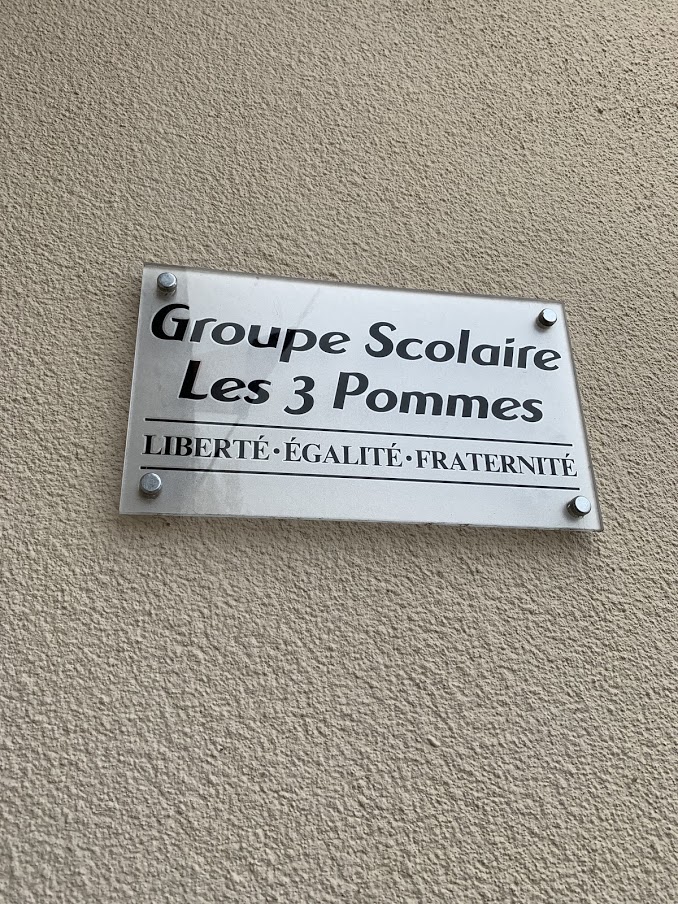 Groupe Scolaire
Les 3 Pommes
LIBERTÉ·ÉGALITÉ·FRATERNITÉ